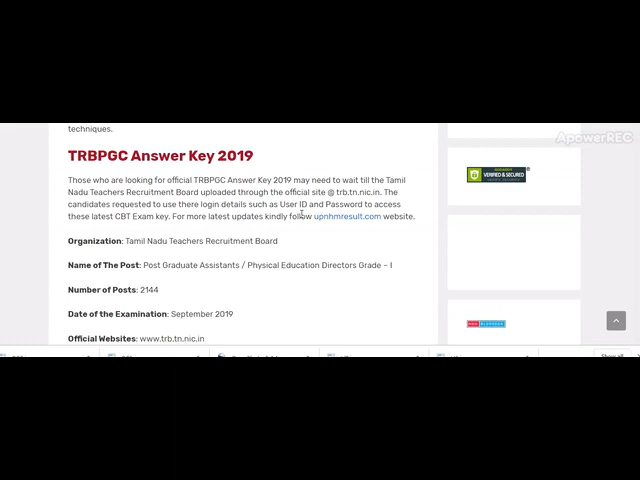 ApowerREC
techniques.
TRBPGC Answer Key 2019
Those who are looking for official TRBPGC Answer Key 2019 may need to wait till the Tamil
Nadu Teachers Recruitment Board uploaded through the official site @ trb.tn.nic.in. The
candidates requested to use there login details such as User ID and Password to access
these latest CBT Exam key. For more latest updates kindly follow upnhmresult.com website.
Organization: Tamil Nadu Teachers Recruitment Board
Name of The Post: Post Graduate Assistants / Physical Education Directors Grade – I
Number of Posts: 2144
Date of the Examination: September 2019
Official Websites: www.trb.tn.nic.in
VERIFIED & SECURED